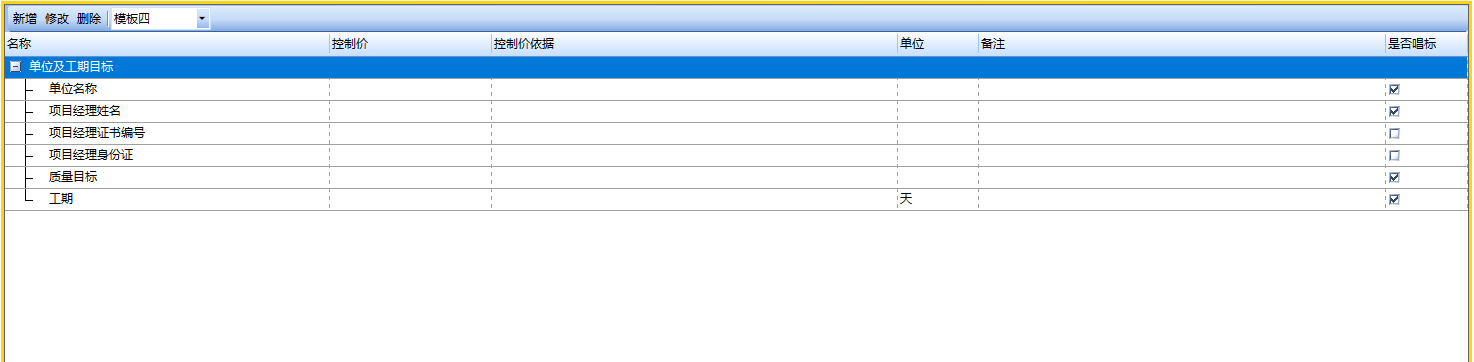 新增 修改 删除 模板四
名称 控制价 控制价依据 单位 备注 是否唱标
单位及工期目标
单位名称
项目经理姓名
项目经理证书编号
项目经理身份证
质量目标
工期 天